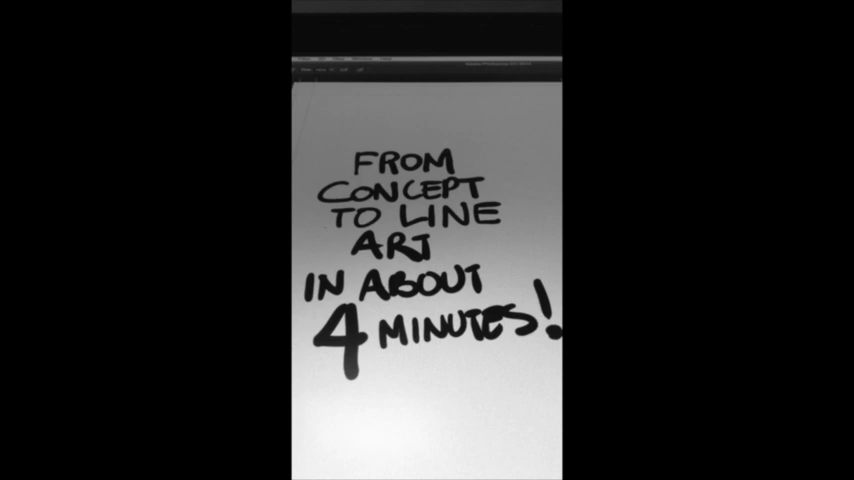 FROM
CONCEPT
TO LINE
ART
IN ABOUT
4 MINUTES!